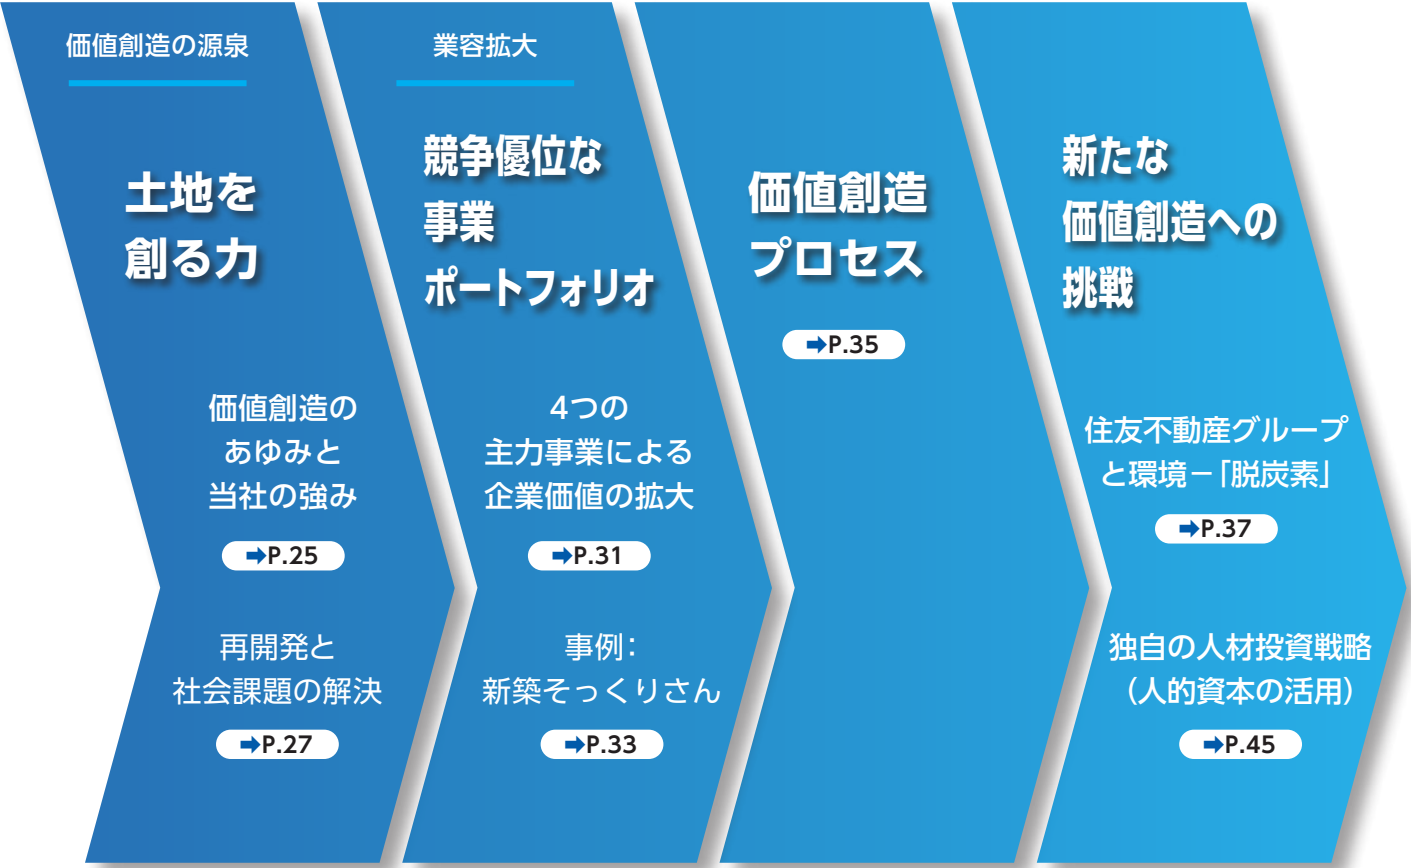 価値創造の源泉
土地を
創る力
価値創造の
あゆみと
当社の強み
➡P.25
再開発と
社会課題の解決
➡P.27
業容拡大
競争優位な
事業
ポートフォリオ
4つの
主力事業による
企業価値の拡大
➡P.31
事例：
新築そっくりさん
➡P.33
価値創造
プロセス
➡P.35
新たな
価値創造への
挑戦
住友不動産グループ
と環境－「脱炭素」
➡P.37
独自の人材投資戦略
（人的資本の活用）
➡P.45